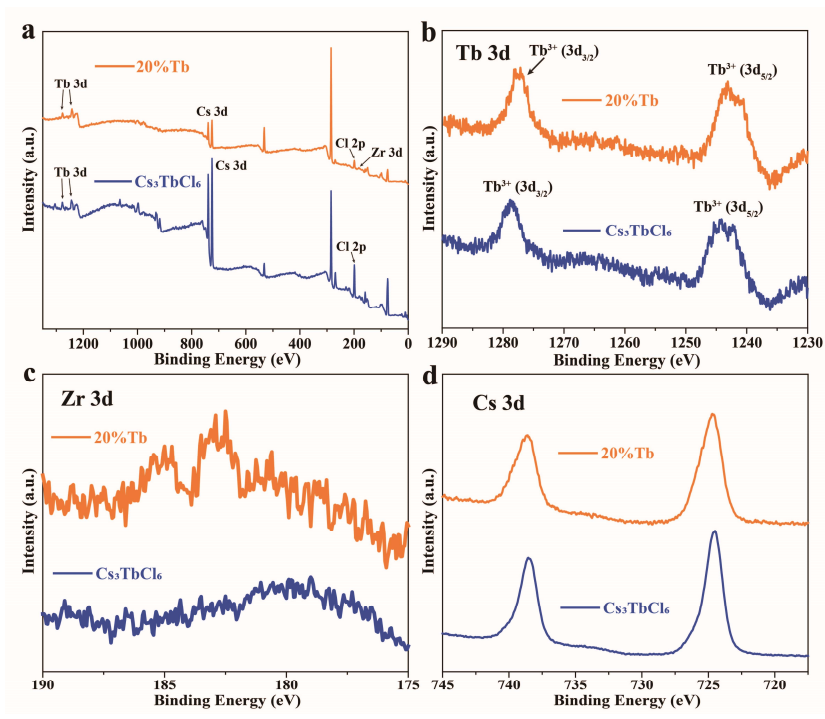 a
20%Tb
Tb 3d
Cs 3d
Cl 2p
Zr 3d
Tb 3d
Cs 3d
Cs₃TbCl₆
Cl 2p
Intensity (a.u.)
1200 1000 800 600 400 200 0
Binding Energy (eV)
b
Tb 3d
Tb³⁺ (3d₃/₂)
Tb³⁺ (3d₅/₂)
20%Tb
Tb³⁺ (3d₃/₂)
Tb³⁺ (3d₅/₂)
Cs₃TbCl₆
Intensity (a.u.)
1290 1280 1270 1260 1250 1240 1230
Binding Energy (eV)
c
Zr 3d
20%Tb
Cs₃TbCl₆
Intensity (a.u.)
190 185 180 175
Binding Energy (eV)
d
Cs 3d
20%Tb
Cs₃TbCl₆
Intensity (a.u.)
745 740 735 730 725 720
Binding Energy (eV)